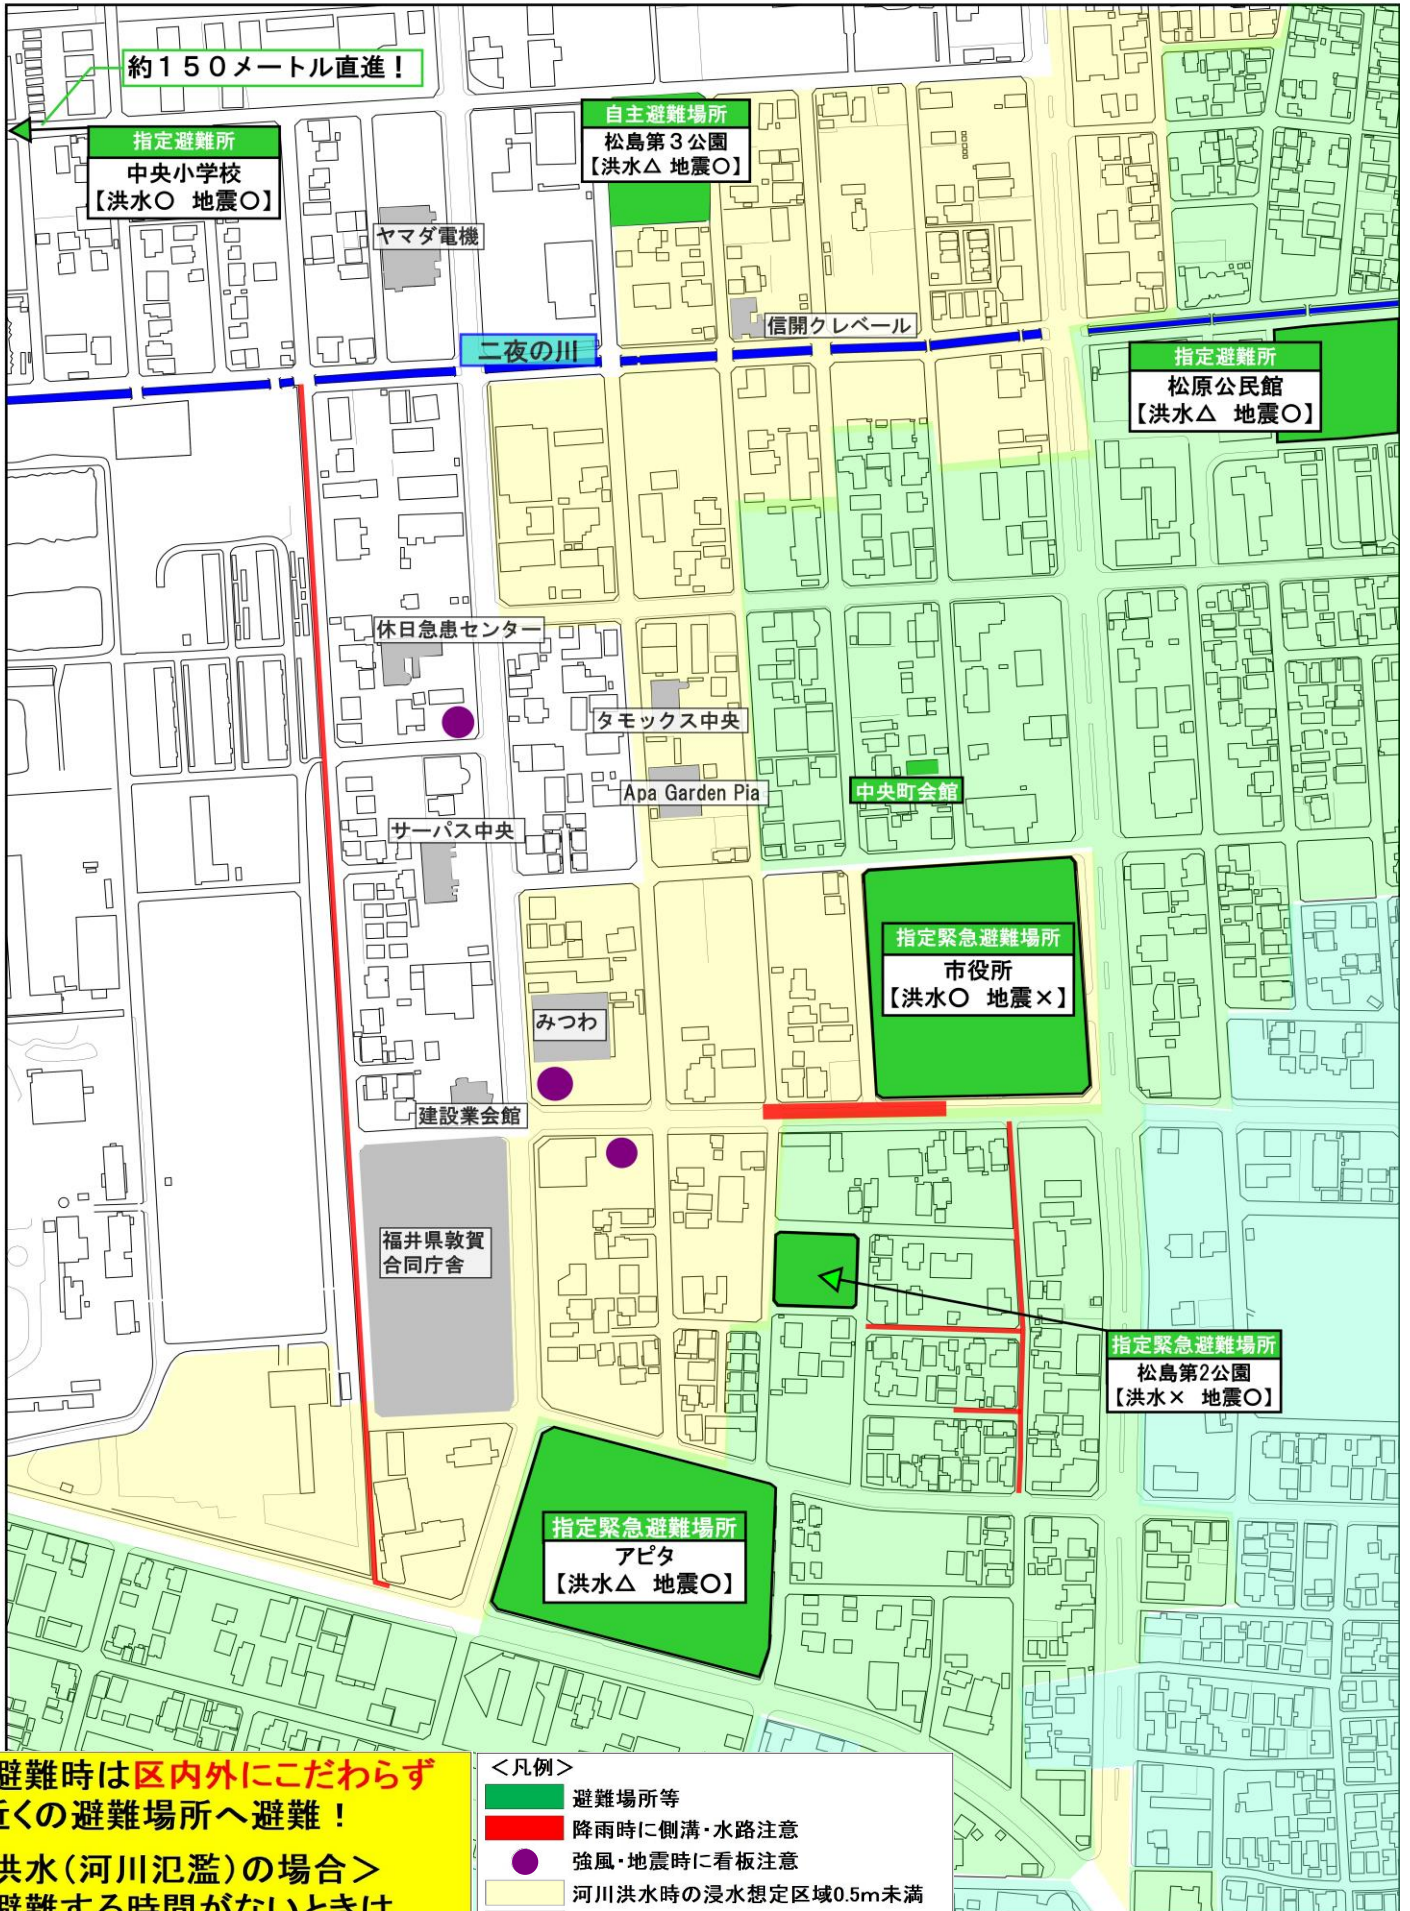 約１５０メートル直進！
指定避難所
中央小学校
【洪水○ 地震○】
自主避難場所
松島第３公園
【洪水△ 地震○】
ヤマダ電機
信開クレベール
二夜の川
指定避難所
松原公民館
【洪水△ 地震○】
休日急患センター
タモックス中央
Apa Garden Pia
中央町会館
サーパス中央
指定緊急避難場所
市役所
【洪水○ 地震×】
みつわ
建設業会館
福井県敦賀
合同庁舎
指定緊急避難場所
松島第2公園
【洪水× 地震○】
指定緊急避難場所
アピタ
【洪水△ 地震○】
避難時は区内外にこだわらず
近くの避難場所へ避難！
洪水（河川氾濫）の場合＞
避難する時間がないときは
＜凡例＞
避難場所等
降雨時に側溝・水路注意
強風・地震時に看板注意
河川洪水時の浸水想定区域0.5m未満